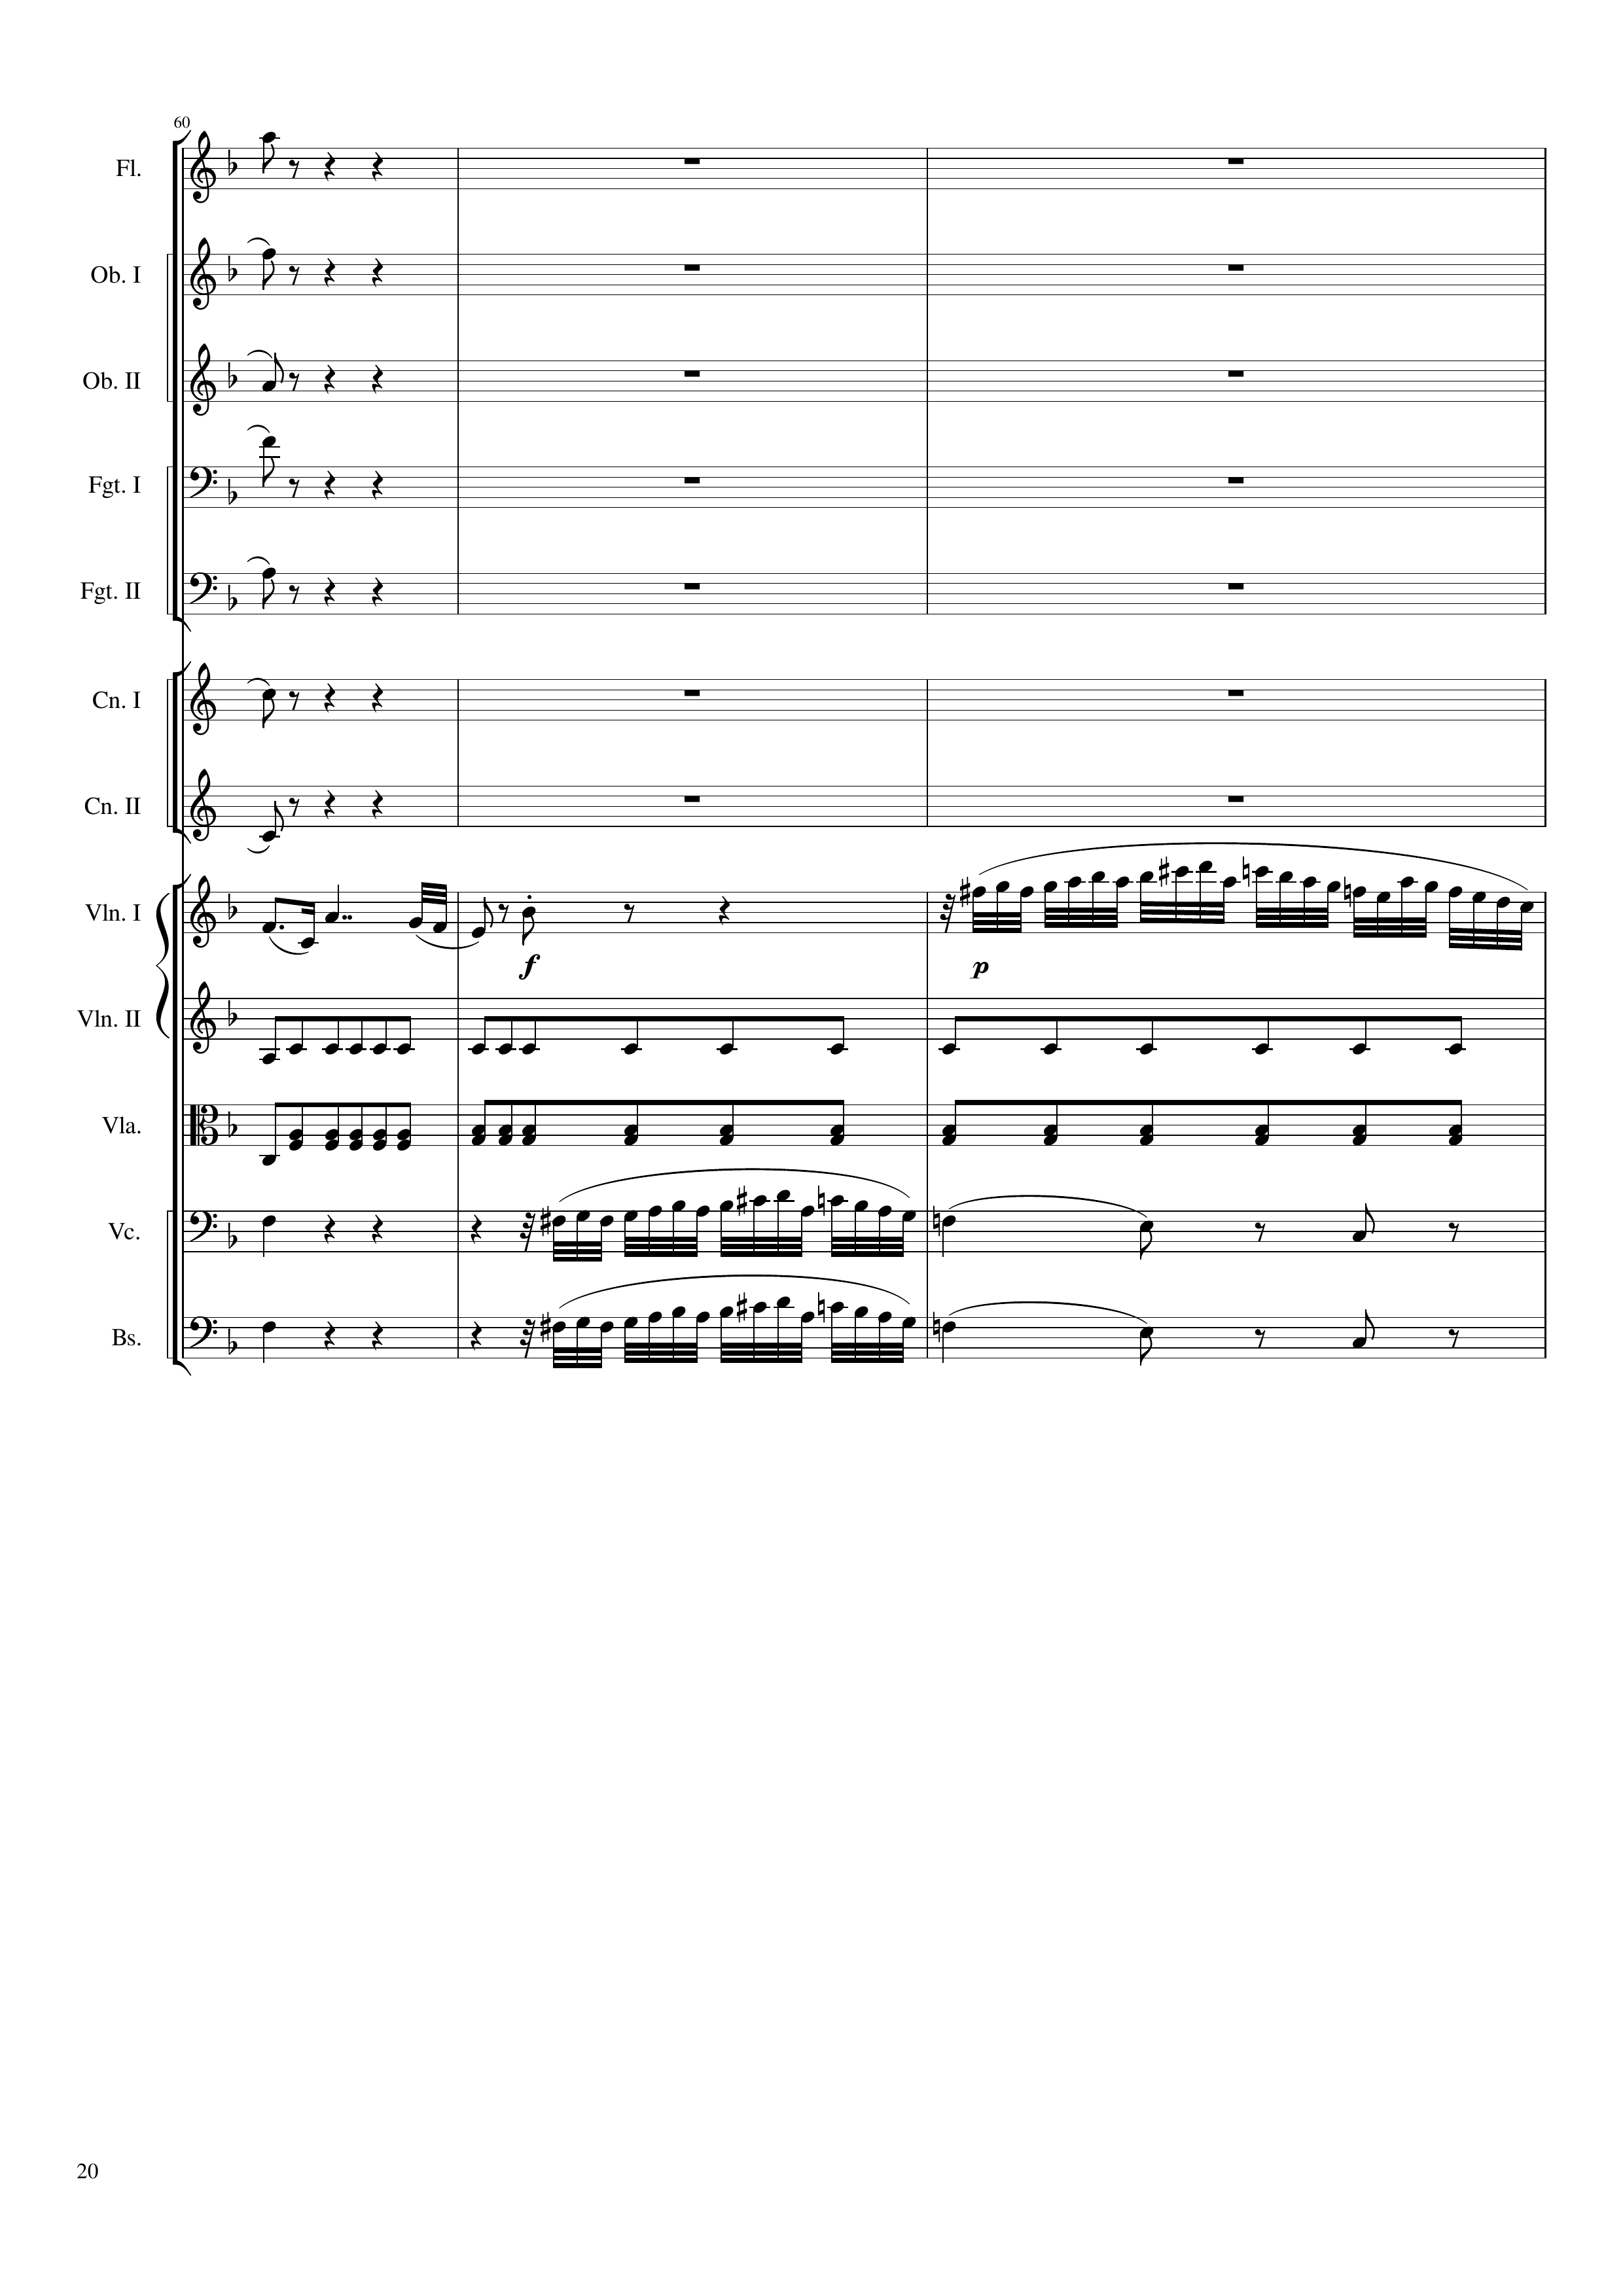 60
Fl.
Ob. I
Ob. II
Fgt. I
Fgt. II
Cn. I
Cn. II
Vln. I
f
p
Vln. II
Vla.
Vc.
Bs.
20